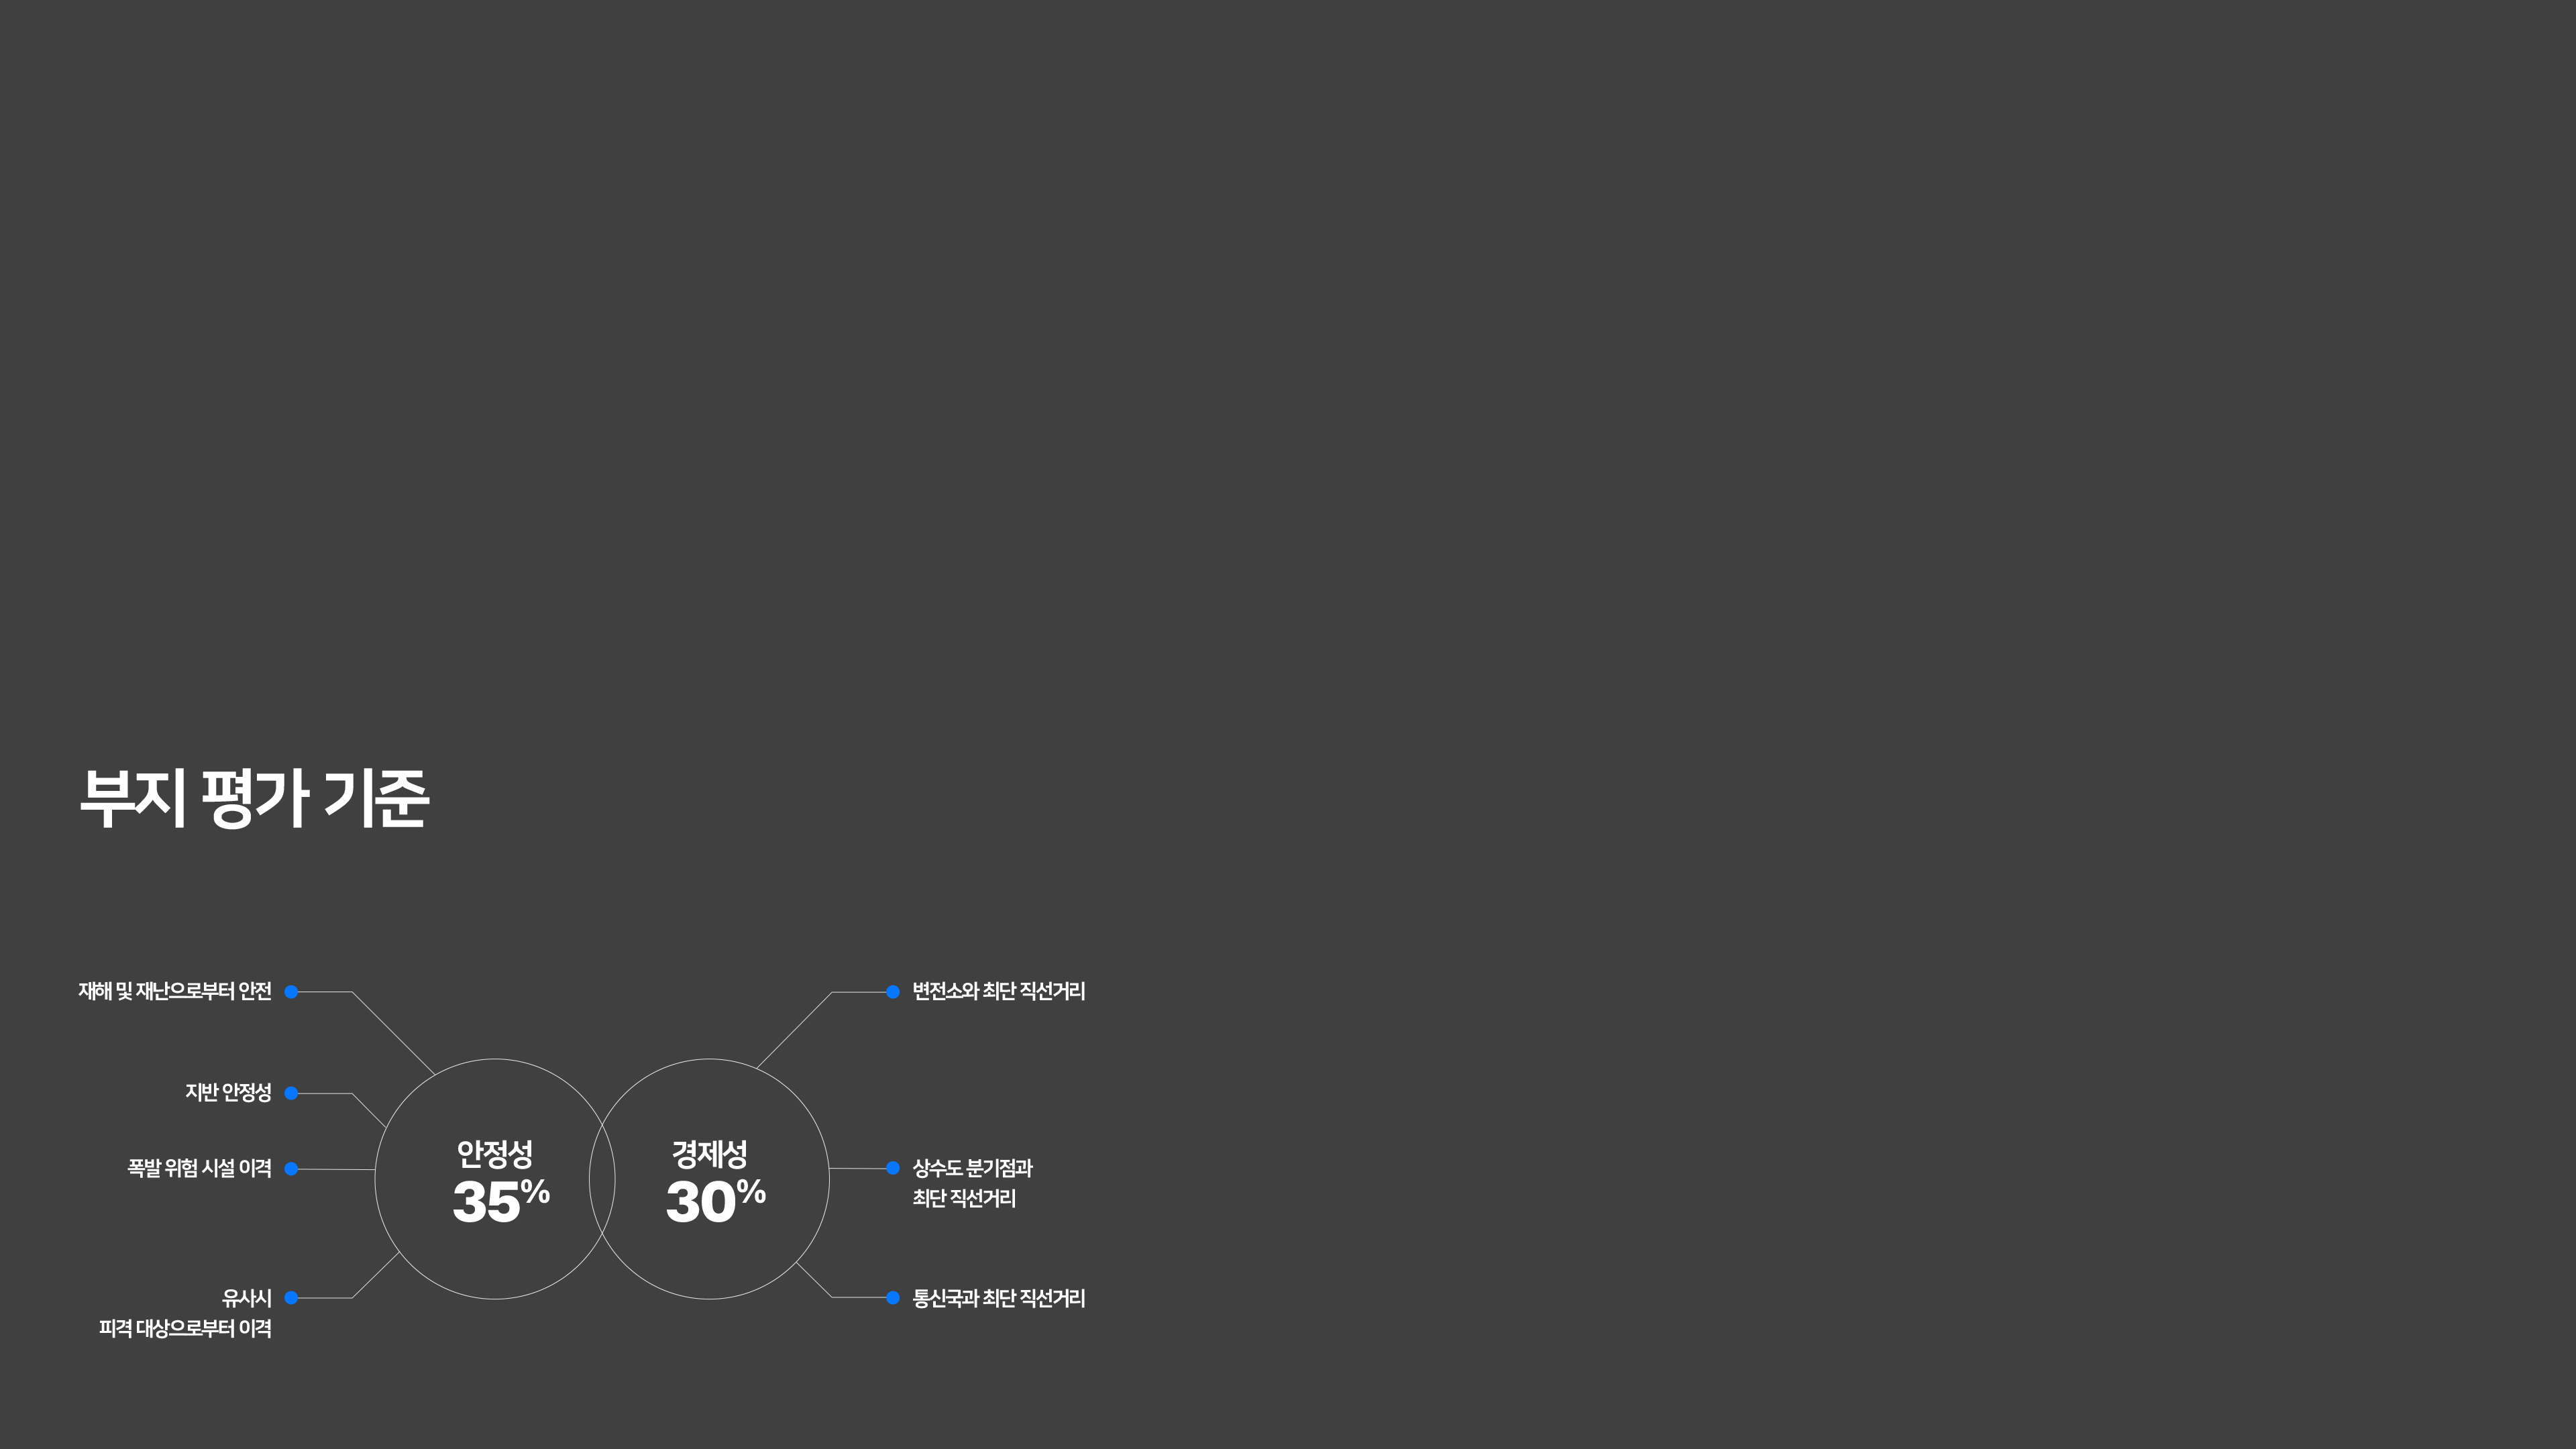 부지 평가 기준
재해 및 재난으로부터 안전
지반 안정성
폭발 위험 시설 이격
유사시
피격 대상으로부터 이격
안정성
35%
경제성
30%
변전소와 최단 직선거리
상수도 분기점과
최단 직선거리
통신국과 최단 직선거리